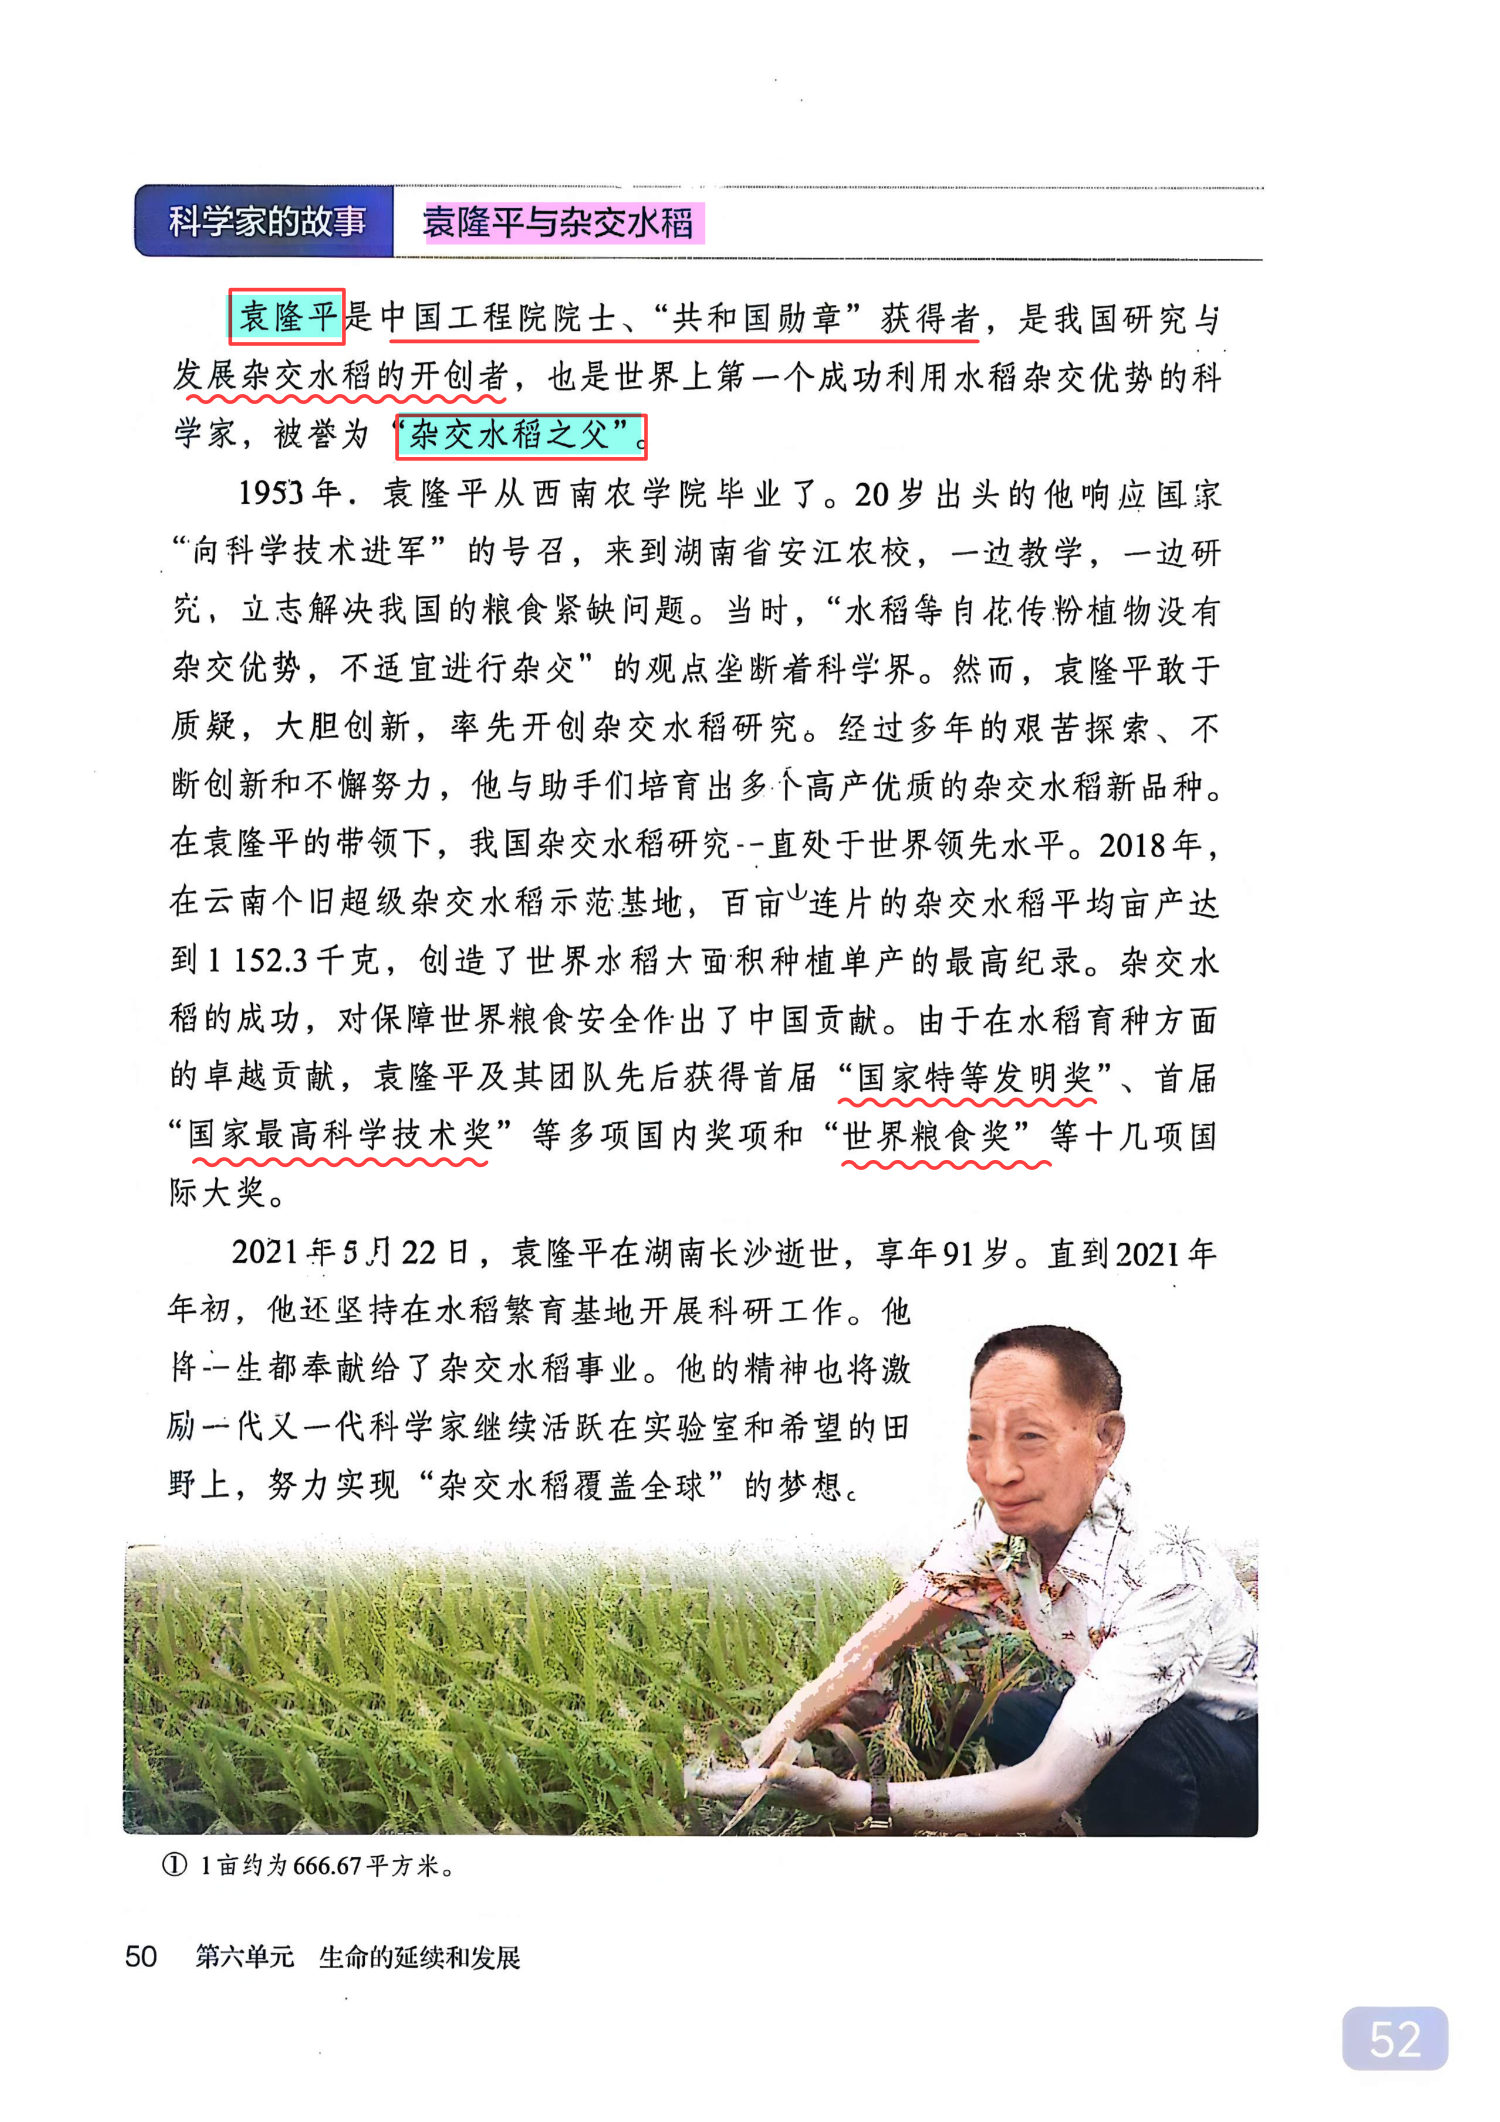 科学家的故事 袁隆平与杂交水稻
袁隆平是中国工程院院士、“共和国勋章”获得者，是我国研究与
发展杂交水稻的开创者，也是世界上第一个成功利用水稻杂交优势的科
学家，被誉为“杂交水稻之父”。
1953年．袁隆平从西南农学院毕业了。20岁出头的他响应国家
“向科学技术进军”的号召，来到湖南省安江农校，一边教学，一边研
究，立志解决我国的粮食紧缺问题。当时，“水稻等自花传粉植物没有
杂交优势，不适宜进行杂交”的观点垄断着科学界。然而，袁隆平敢于
质疑，大胆创新，率先开创杂交水稻研究。经过多年的艰苦探索、不
断创新和不懈努力，他与助手们培育出多个高产优质的杂交水稻新品种。
在袁隆平的带领下，我国杂交水稻研究一直处于世界领先水平。2018年，
在云南个旧超级杂交水稻示范基地，百亩连片的杂交水稻平均亩产达
到1 152.3千克，创造了世界水稻大面积种植单产的最高纪录。杂交水
稻的成功，对保障世界粮食安全作出了中国贡献。由于在水稻育种方面
的卓越贡献，袁隆平及其团队先后获得首届“国家特等发明奖”、首届
“国家最高科学技术奖”等多项国内奖项和“世界粮食奖”等十几项国
际大奖。
2021年5月22日，袁隆平在湖南长沙逝世，享年91岁。直到2021年
年初，他还坚持在水稻繁育基地开展科研工作。他
将一生都奉献给了杂交水稻事业。他的精神也将激
励一代又一代科学家继续活跃在实验室和希望的田
野上，努力实现“杂交水稻覆盖全球”的梦想。
① 1亩约为666.67平方米。
50 第六单元 生命的延续和发展
52